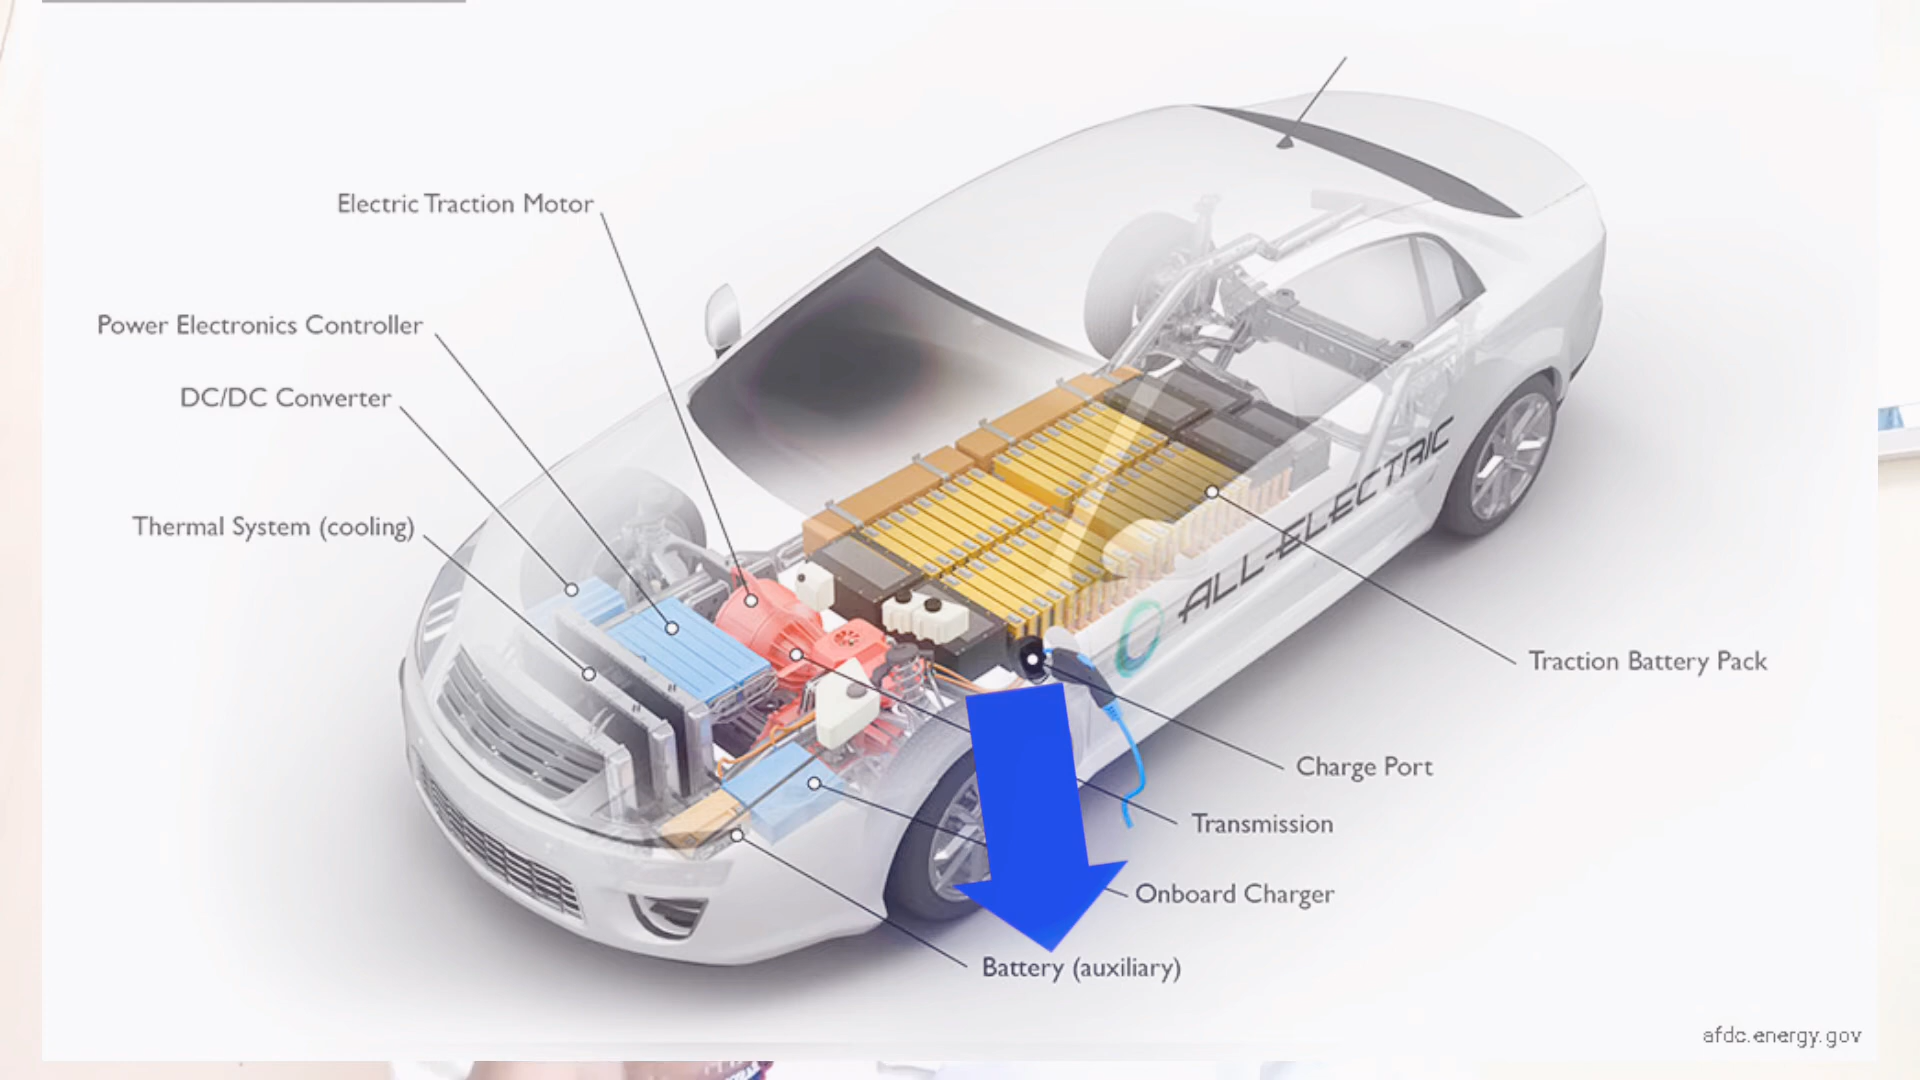 Electric Traction Motor
Power Electronics Controller
DC/DC Converter
Thermal System (cooling)
ALL-ELECTRIC
Traction Battery Pack
Charge Port
Transmission
Onboard Charger
Battery (auxiliary)
afdc.energy.gov